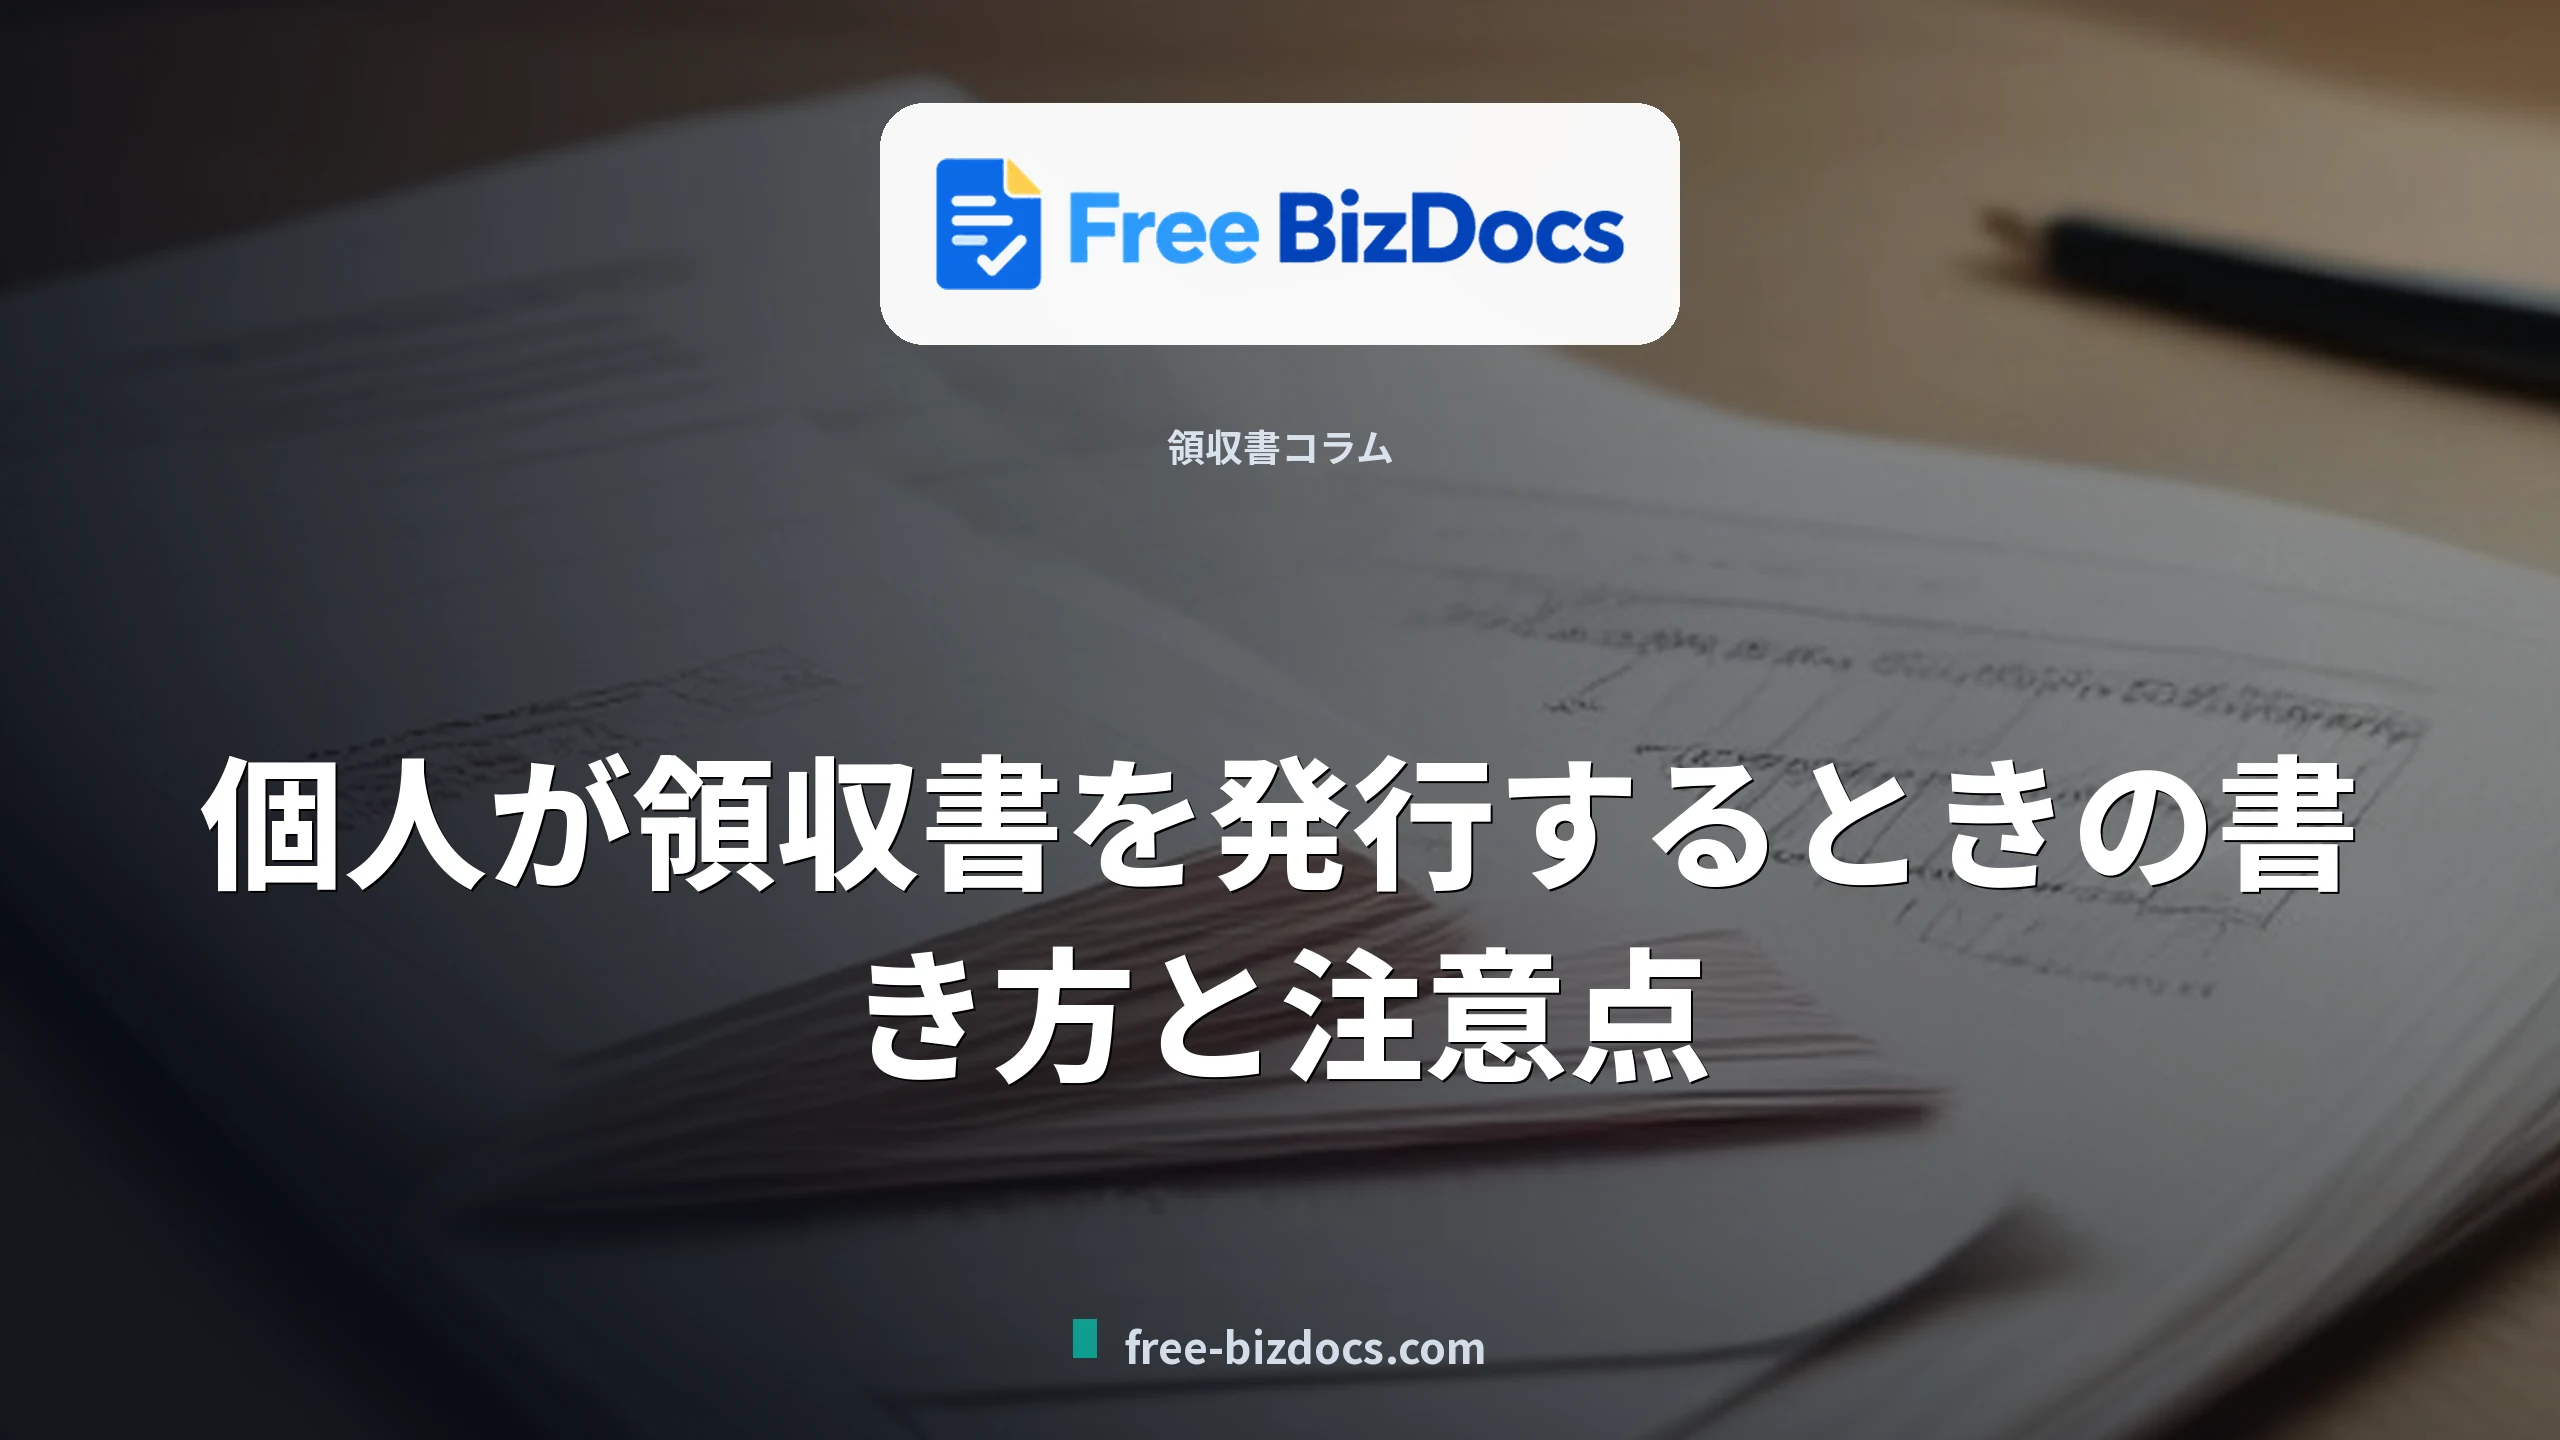 Free BizDocs
領収書コラム
個人が領収書を発行するときの書
き方と注意点
free-bizdocs.com